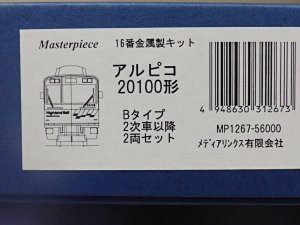 Masterpiece
16番金属製キット
アルピコ
20100形
Bタイプ
2次車以降
2両セット
Highland Rail
4 948630 312673
MP1267-56000
メディアリンクス有限会社